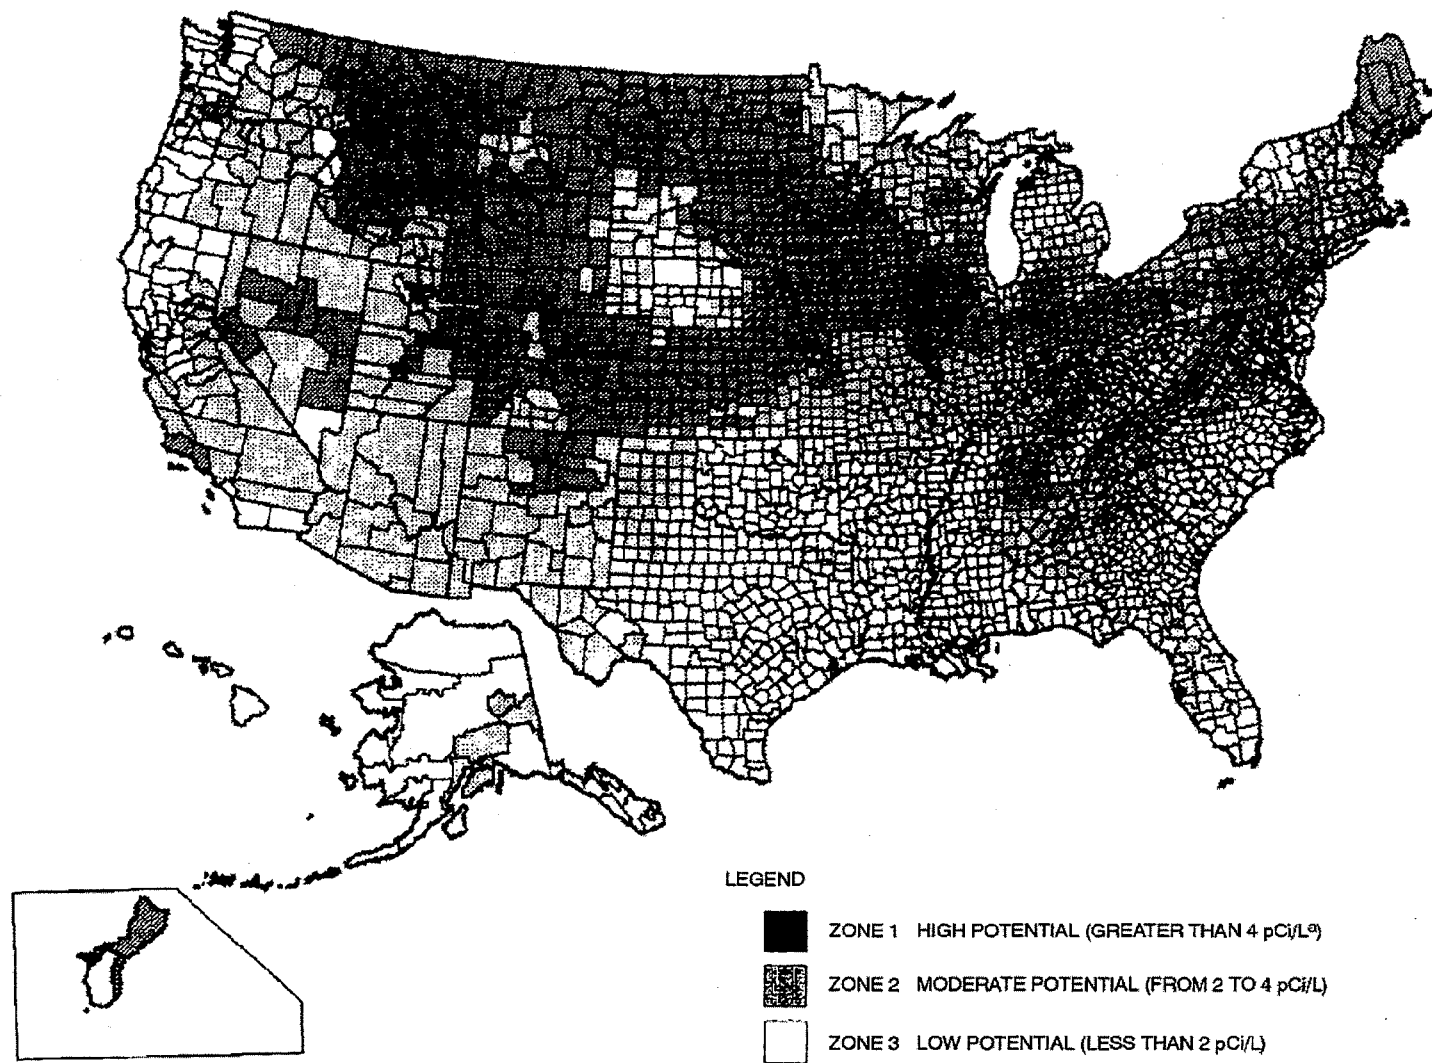 LEGEND
ZONE 1 HIGH POTENTIAL (GREATER THAN 4 pCi/Lᵃ)
ZONE 2 MODERATE POTENTIAL (FROM 2 TO 4 pCi/L)
ZONE 3 LOW POTENTIAL (LESS THAN 2 pCi/L)